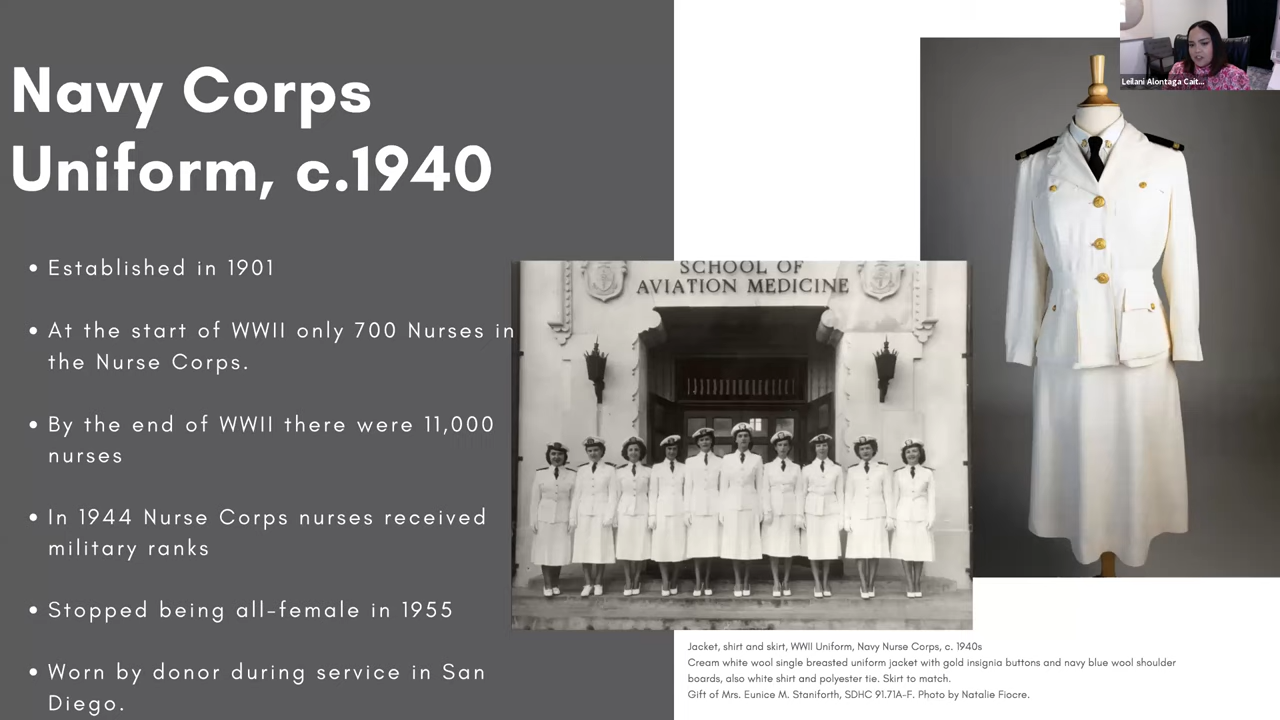 Navy Corps
Uniform, c.1940
• Established in 1901
• At the start of WWII only 700 Nurses in
the Nurse Corps.
• By the end of WWII there were 11,000
nurses
• In 1944 Nurse Corps nurses received
military ranks
• Stopped being all-female in 1955
• Worn by donor during service in San
Diego.
SCHOOL OF
AVIATION MEDICINE
Leilani Alontaga Cait...
Jacket, shirt and skirt, WWII Uniform, Navy Nurse Corps, c. 1940s
Cream white wool single breasted uniform jacket with gold insignia buttons and navy blue wool shoulder
boards, also white shirt and polyester tie. Skirt to match.
Gift of Mrs. Eunice M. Staniforth, SDHC 91.71A-F. Photo by Natalie Fiocre.